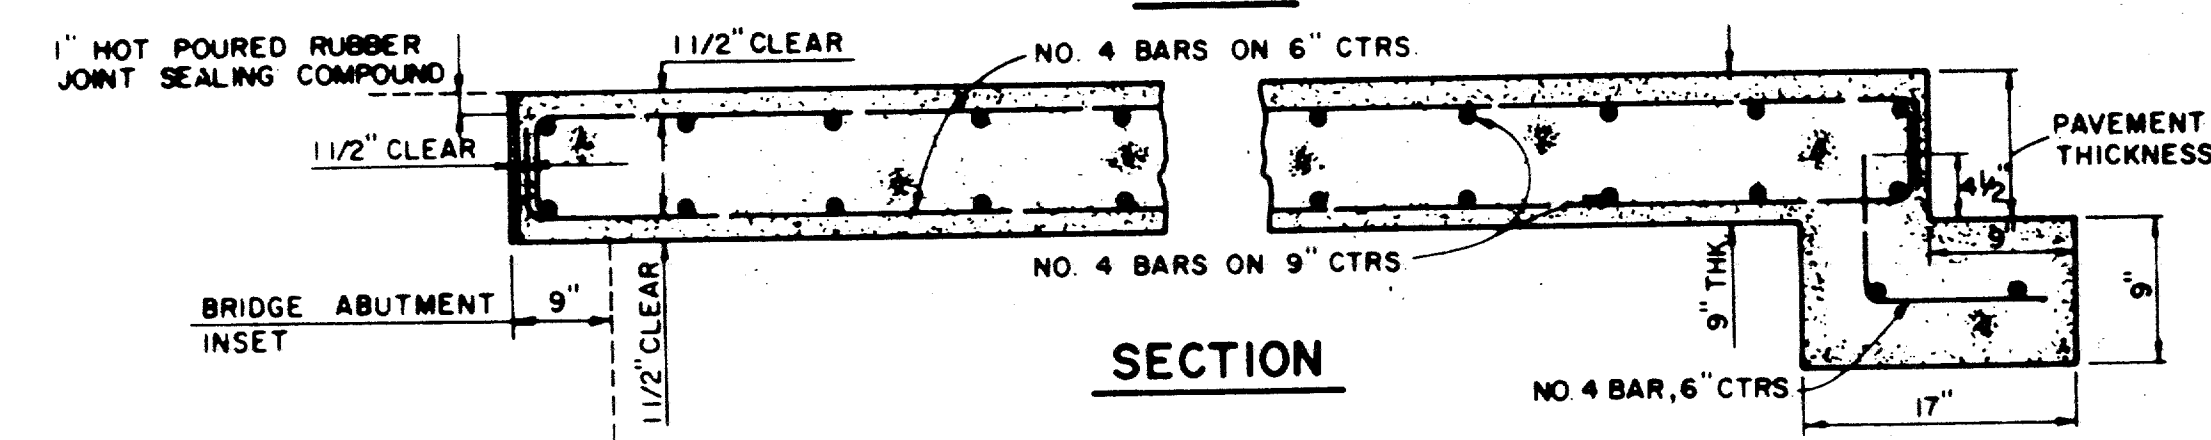 1" HOT POURED RUBBER
JOINT SEALING COMPOUND
1 1/2" CLEAR
NO. 4 BARS ON 6" CTRS.
1 1/2" CLEAR
PAVEMENT
THICKNESS
4 1/2"
9"
NO. 4 BARS ON 9" CTRS.
9" THK
9"
BRIDGE ABUTMENT
INSET
9"
1 1/2" CLEAR
SECTION
NO. 4 BAR, 6" CTRS.
17"